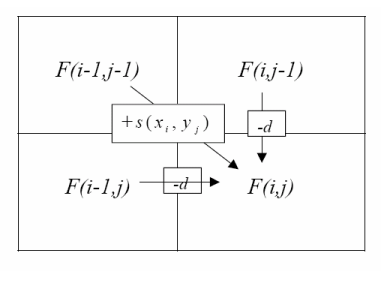 F(i-1,j-1)
F(i,j-1)
+s(xᵢ, yⱼ)
-d
F(i-1,j)
-d
F(i,j)